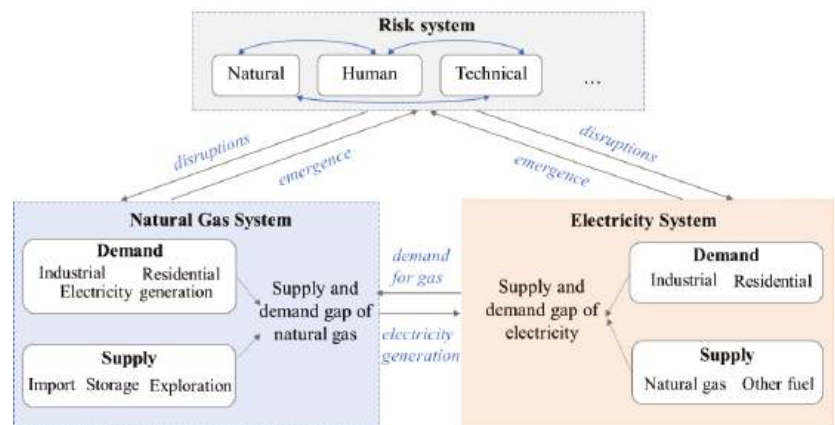 Risk system
Natural Human Technical ...
disruptions
emergence
emergence
disruptions
Natural Gas System
Demand
Industrial Residential
Electricity generation
Supply and
demand gap of
natural gas
Supply
Import Storage Exploration
demand
for gas
electricity
generation
Electricity System
Supply and
demand gap of
electricity
Demand
Industrial Residential
Supply
Natural gas Other fuel